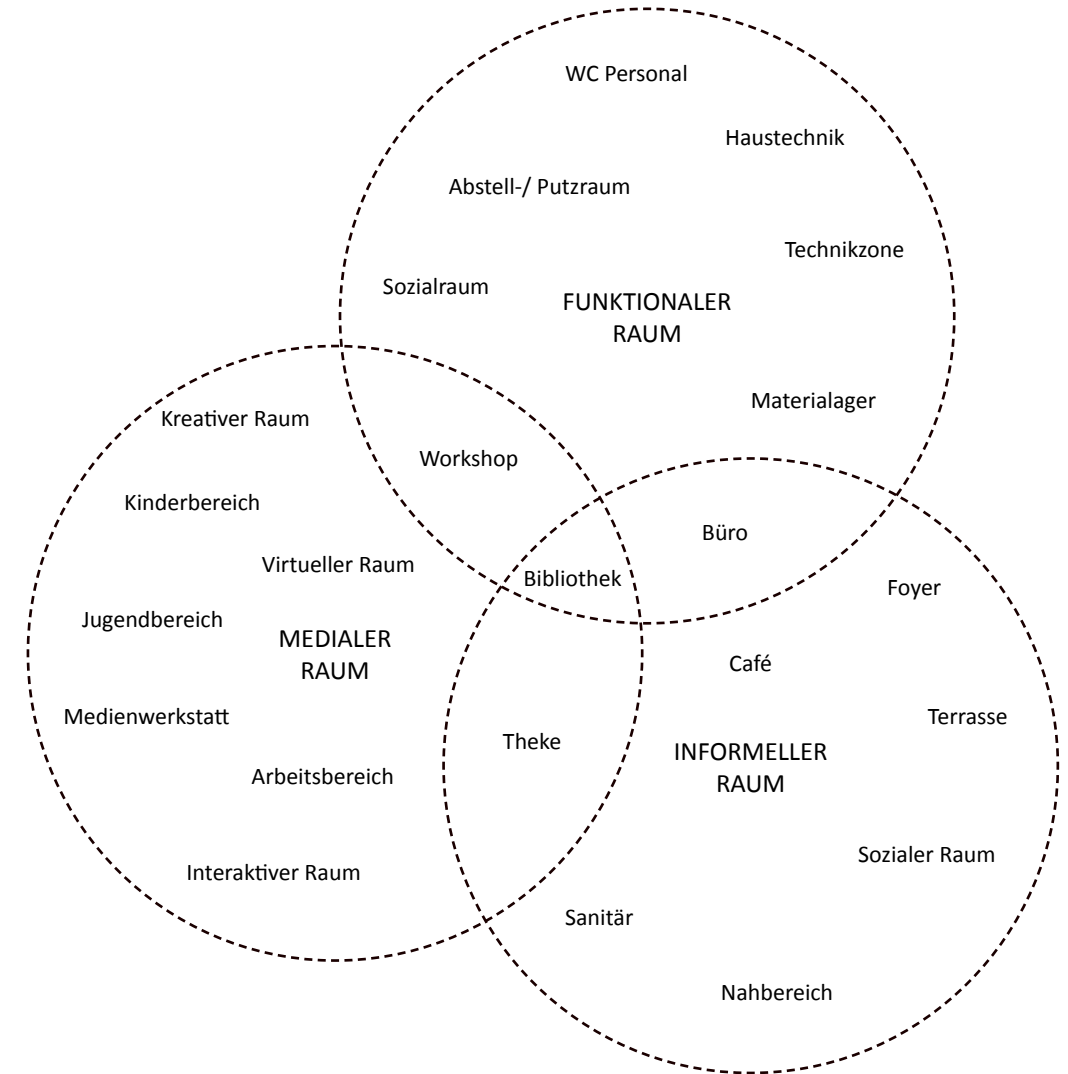 WC Personal
Haustechnik
Abstell-/ Putzraum
Technikzone
Sozialraum
FUNKTIONALER
RAUM
Materialager
Kreativer Raum
Workshop
Kinderbereich
Büro
Virtueller Raum
Bibliothek
Foyer
Jugendbereich
MEDIALER
RAUM
Café
Medienwerkstatt
Terrasse
Theke
INFORMELLER
RAUM
Arbeitsbereich
Sozialer Raum
Interaktiver Raum
Sanitär
Nahbereich